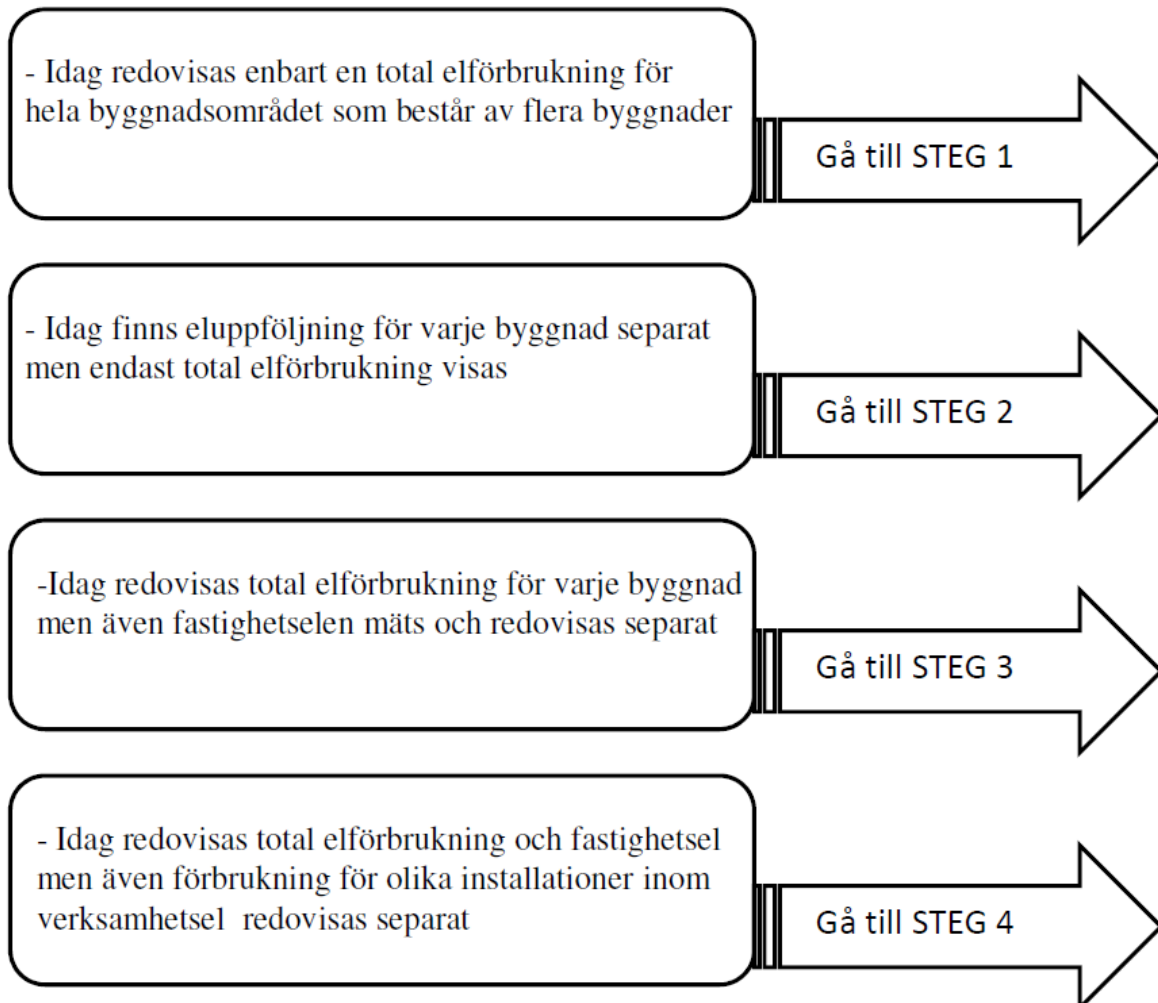 - Idag redovisas enbart en total elförbrukning för
hela byggnadsområdet som består av flera byggnader
Gå till STEG 1
- Idag finns eluppföljning för varje byggnad separat
men endast total elförbrukning visas
Gå till STEG 2
-Idag redovisas total elförbrukning för varje byggnad
men även fastighetselen mäts och redovisas separat
Gå till STEG 3
- Idag redovisas total elförbrukning och fastighetsel
men även förbrukning för olika installationer inom
verksamhetsel  redovisas separat
Gå till STEG 4